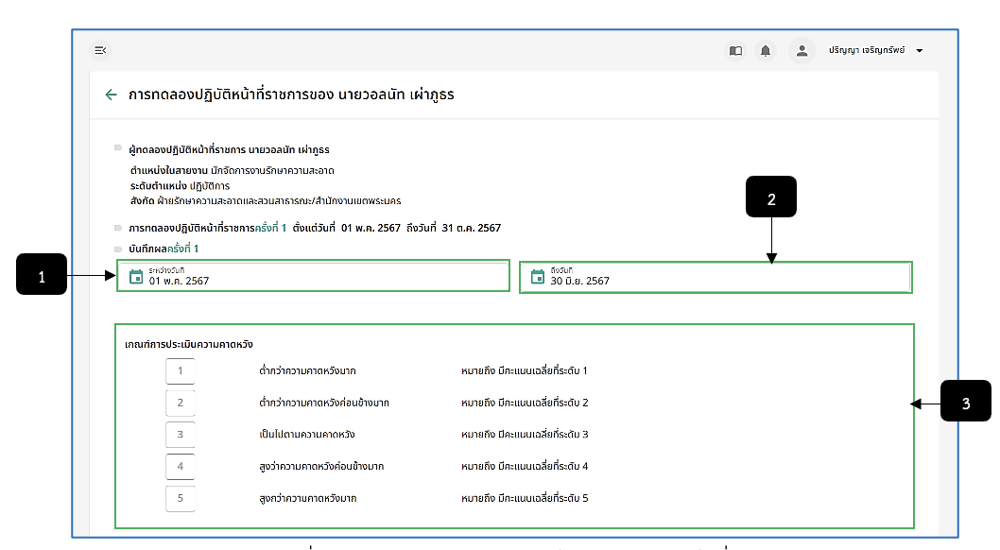 ปริญญา เจริญทรัพย์
การทดลองปฏิบัติหน้าที่ราชการของ นายวอลนัท เผ่าภูธร
ผู้ทดลองปฏิบัติหน้าที่ราชการ นายวอลนัท เผ่าภูธร
ตำแหน่งในสายงาน นักจัดการงานรักษาความสะอาด
ระดับตำแหน่ง ปฏิบัติการ
สังกัด ฝ่ายรักษาความสะอาดและสวนสาธารณะ/สำนักงานเขตพระนคร
2
การทดลองปฏิบัติหน้าที่ราชการครั้งที่ 1 ตั้งแต่วันที่ 01 พ.ค. 2567 ถึงวันที่ 31 ต.ค. 2567
บันทึกผลครั้งที่ 1
1
ระหว่างวันที่
01 พ.ค. 2567
ถึงวันที่
30 มิ.ย. 2567
เกณฑ์การประเมินความคาดหวัง
1 ต่ำกว่าความคาดหวังมาก หมายถึง มีคะแนนเฉลี่ยที่ระดับ 1
2 ต่ำกว่าความคาดหวังค่อนข้างมาก หมายถึง มีคะแนนเฉลี่ยที่ระดับ 2
3
3 เป็นไปตามความคาดหวัง หมายถึง มีคะแนนเฉลี่ยที่ระดับ 3
4 สูงว่าความคาดหวังค่อนข้างมาก หมายถึง มีคะแนนเฉลี่ยที่ระดับ 4
5 สูงกว่าความคาดหวังมาก หมายถึง มีคะแนนเฉลี่ยที่ระดับ 5